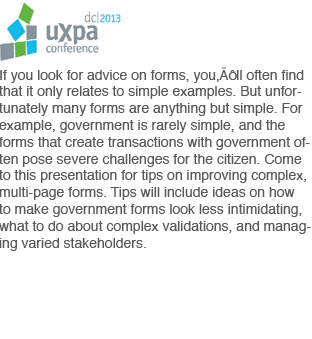 dc|2013
uxpa
conference
If you look for advice on forms, you‚Äôll often find
that it only relates to simple examples. But unfor-
tunately many forms are anything but simple. For
example, government is rarely simple, and the
forms that create transactions with government of-
ten pose severe challenges for the citizen. Come
to this presentation for tips on improving complex,
multi-page forms. Tips will include ideas on how
to make government forms look less intimidating,
what to do about complex validations, and manag-
ing varied stakeholders.